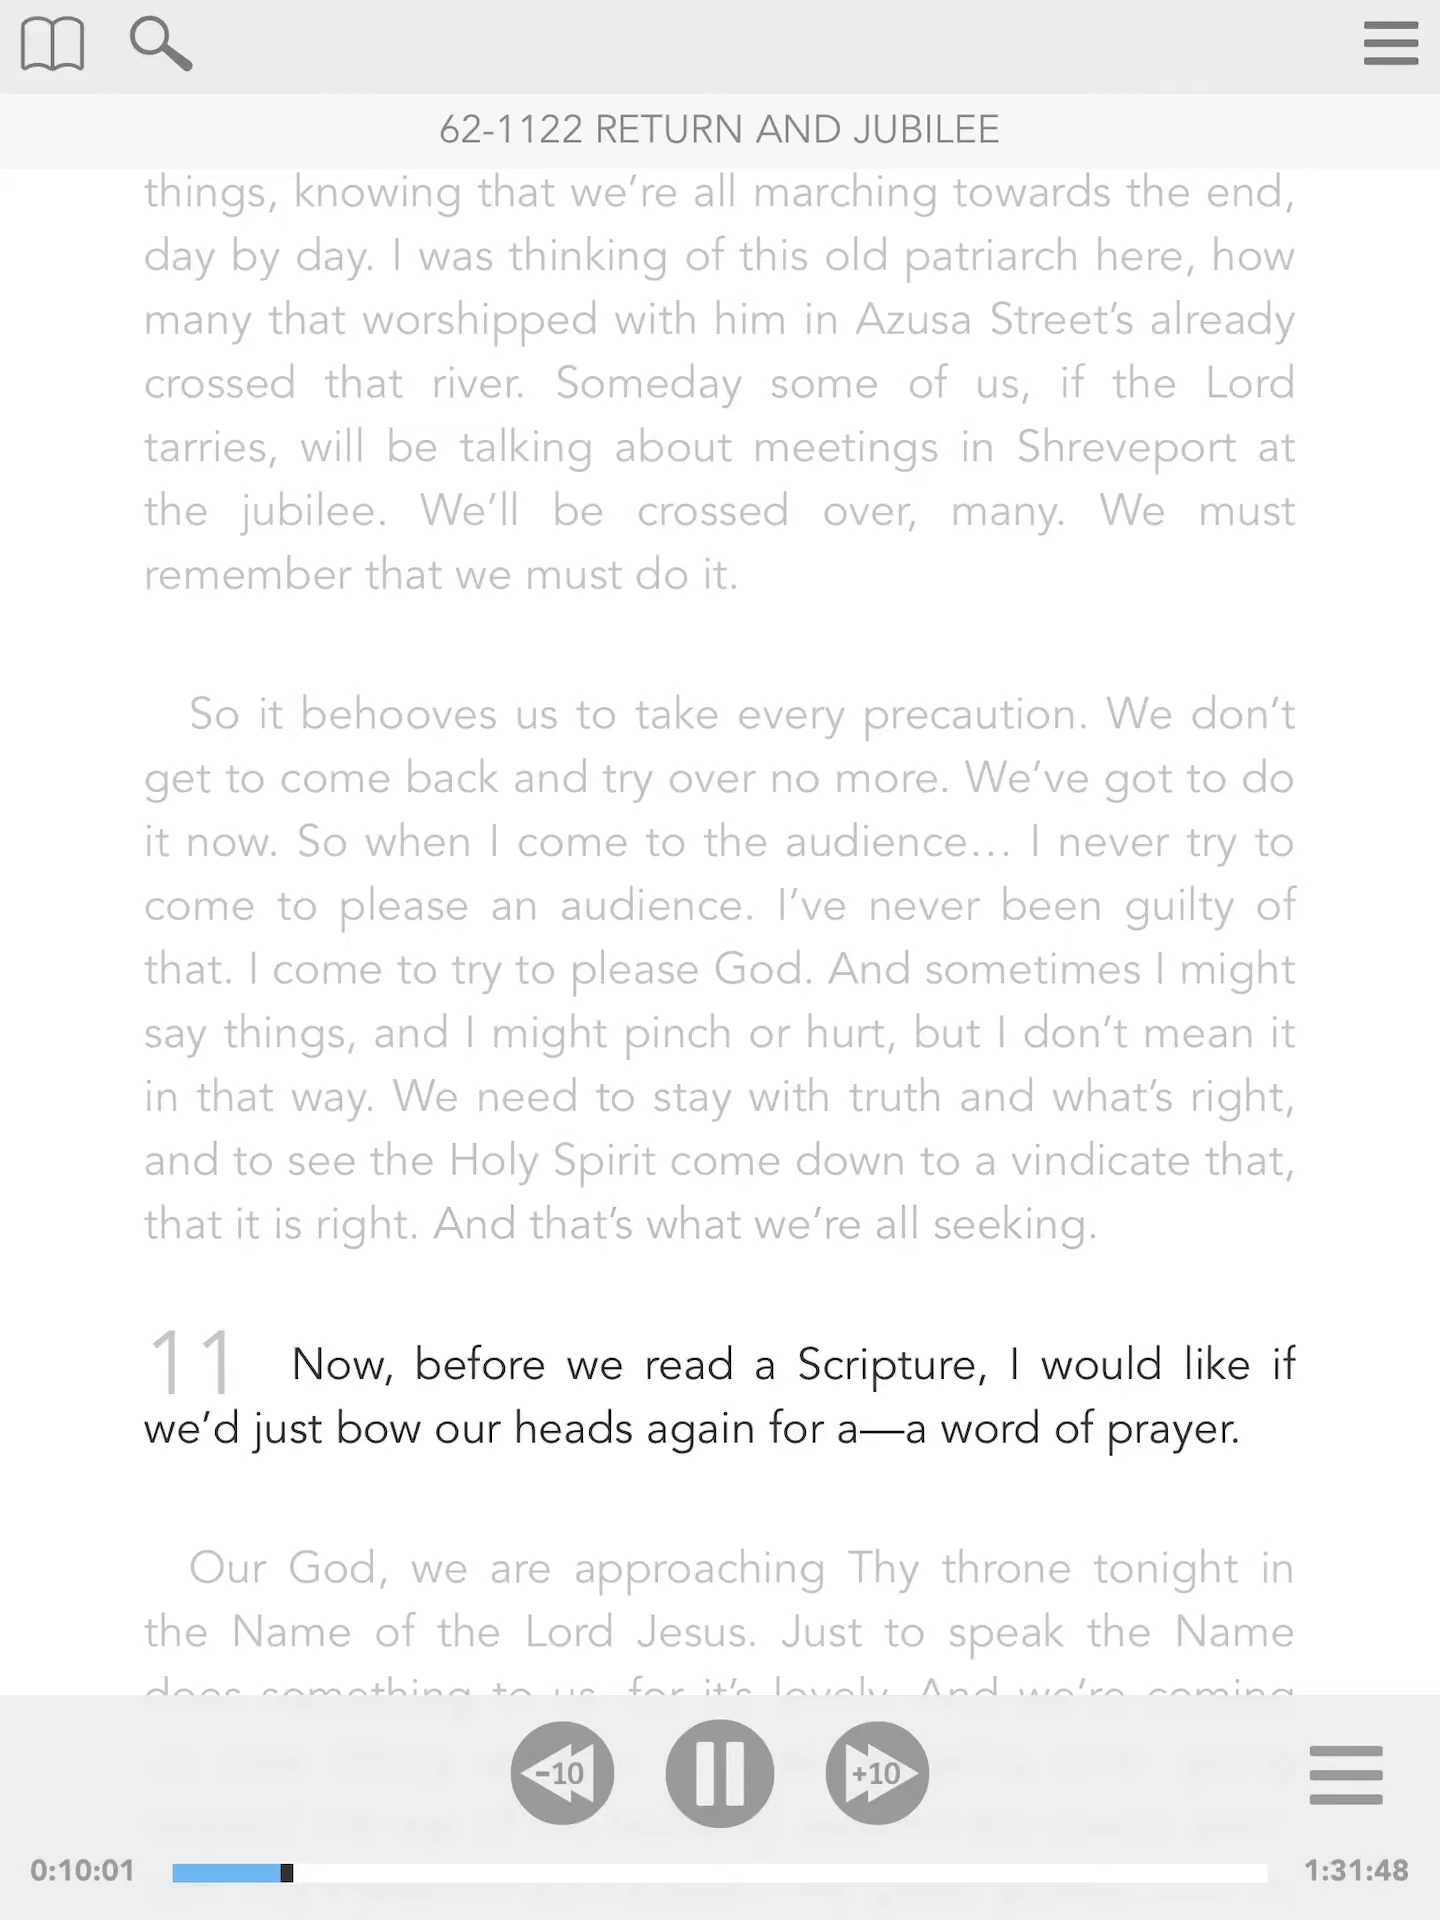 62-1122 RETURN AND JUBILEE
things, knowing that we’re all marching towards the end,
day by day. I was thinking of this old patriarch here, how
many that worshipped with him in Azusa Street’s already
crossed that river. Someday some of us, if the Lord
tarries, will be talking about meetings in Shreveport at
the jubilee. We’ll be crossed over, many. We must
remember that we must do it.
So it behooves us to take every precaution. We don’t
get to come back and try over no more. We’ve got to do
it now. So when I come to the audience… I never try to
come to please an audience. I’ve never been guilty of
that. I come to try to please God. And sometimes I might
say things, and I might pinch or hurt, but I don’t mean it
in that way. We need to stay with truth and what’s right,
and to see the Holy Spirit come down to a vindicate that,
that it is right. And that’s what we’re all seeking.
11 Now, before we read a Scripture, I would like if
we’d just bow our heads again for a—a word of prayer.
Our God, we are approaching Thy throne tonight in
the Name of the Lord Jesus. Just to speak the Name
does something to us, for it’s lovely. And we’re coming
-10 +10
0:10:01 1:31:48